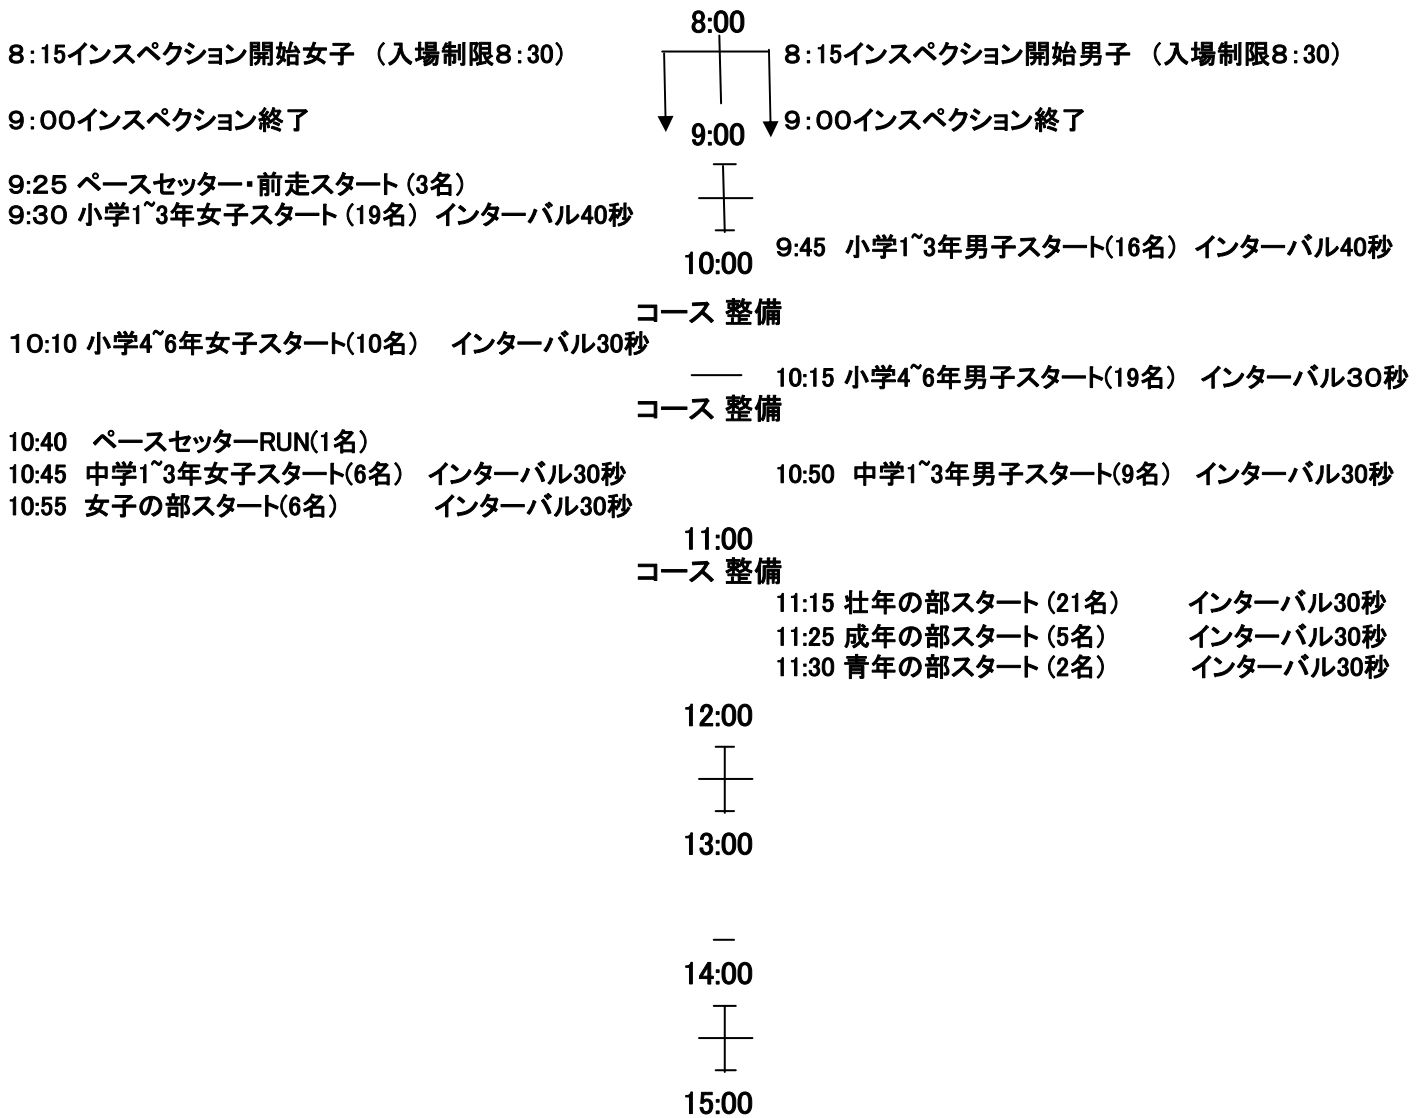 8:00
8:15インスペクション開始女子 （入場制限8:30） 8:15インスペクション開始男子 （入場制限8:30）
9:00インスペクション終了 9:00インスペクション終了
9:00
9:25 ペースセッター・前走スタート (3名)
9:30 小学1~3年女子スタート (19名) インターバル40秒
9:45 小学1~3年男子スタート(16名) インターバル40秒
10:00
コース 整備
10:10 小学4~6年女子スタート(10名) インターバル30秒
10:15 小学4~6年男子スタート(19名) インターバル30秒
コース 整備
10:40 ペースセッターRUN(1名)
10:45 中学1~3年女子スタート(6名) インターバル30秒 10:50 中学1~3年男子スタート(9名) インターバル30秒
10:55 女子の部スタート(6名) インターバル30秒
11:00
コース 整備
11:15 壮年の部スタート (21名) インターバル30秒
11:25 成年の部スタート (5名) インターバル30秒
11:30 青年の部スタート (2名) インターバル30秒
12:00
13:00
14:00
15:00